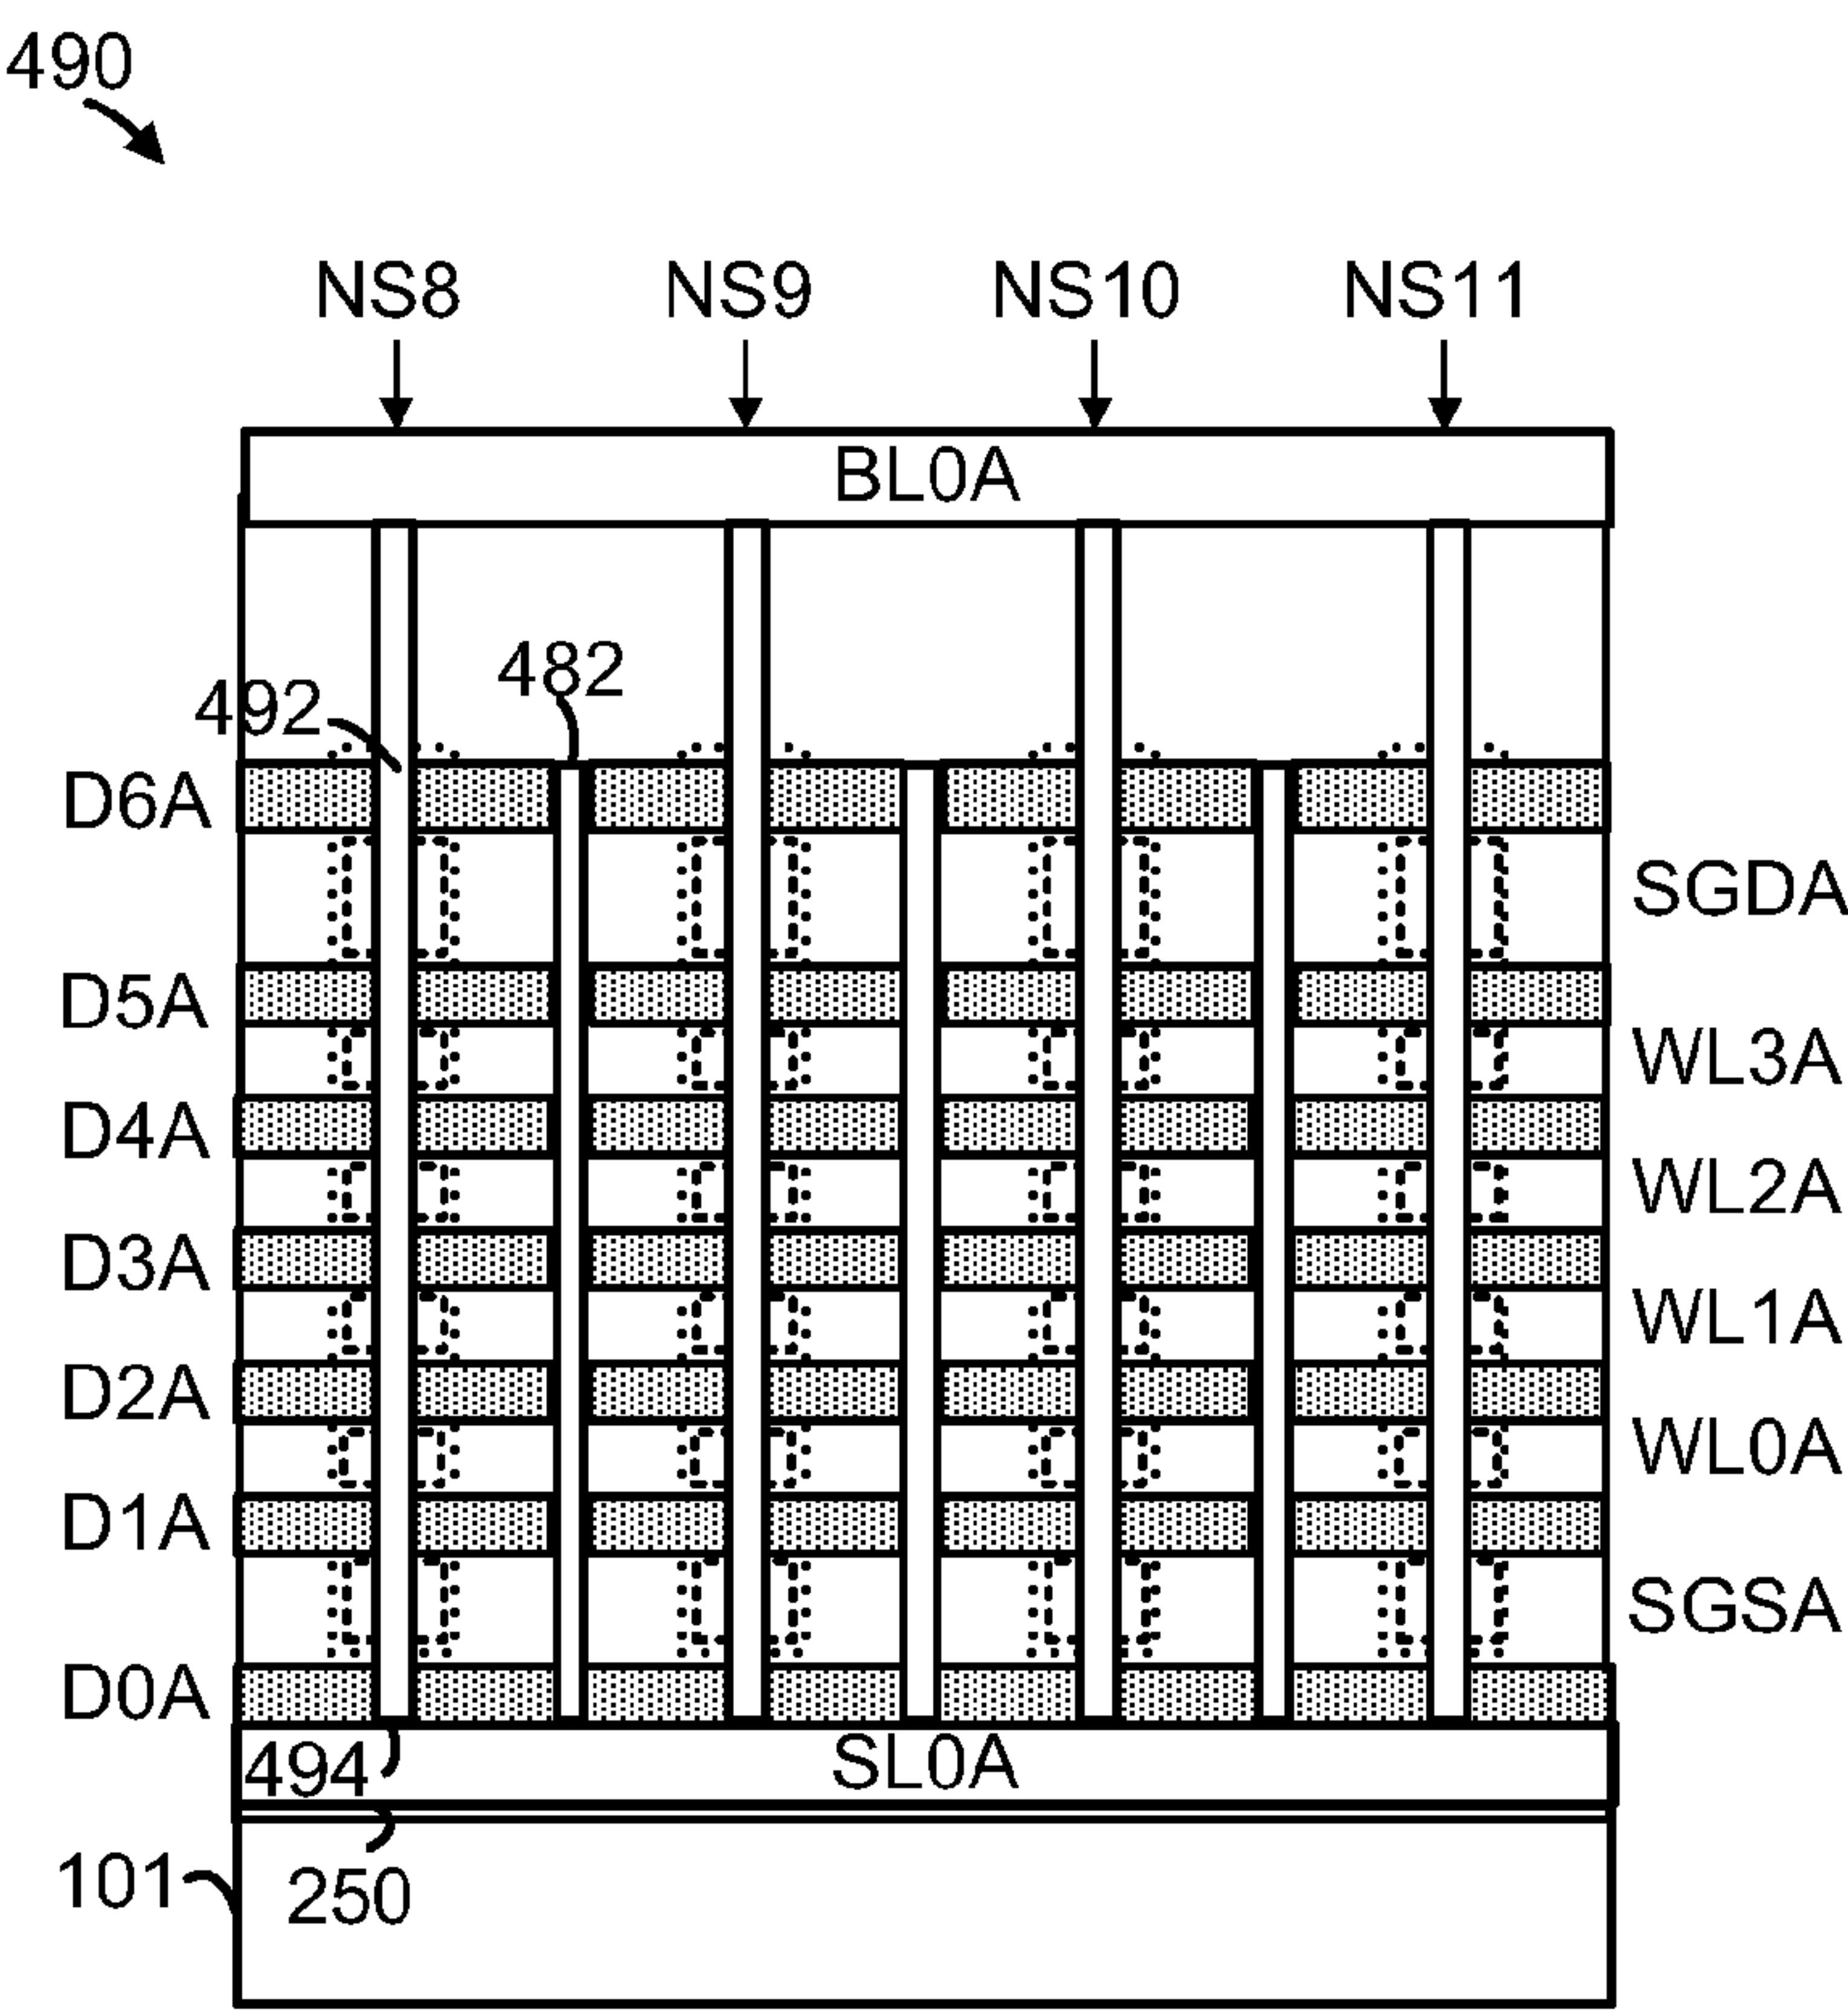 490
NS8 NS9 NS10 NS11
BL0A
482
492
D6A
SGDA
D5A
WL3A
D4A
WL2A
D3A
WL1A
D2A
WL0A
D1A
SGSA
D0A
494 SL0A
101 250